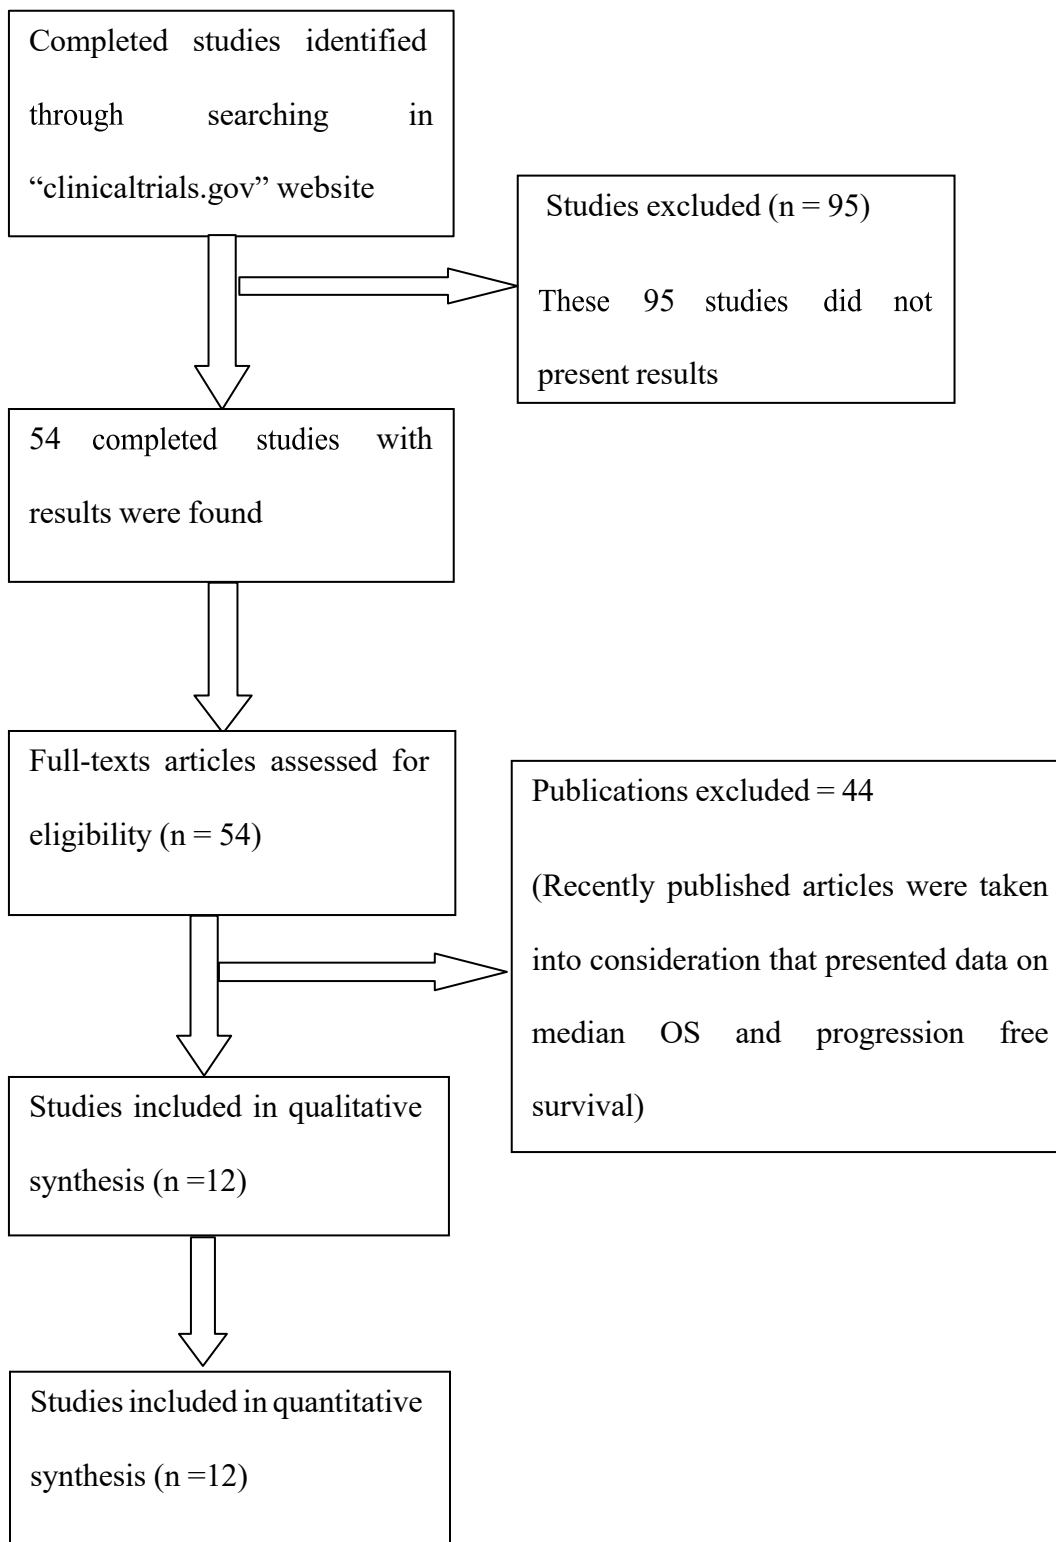 Completed studies identified
through searching in
“clinicaltrials.gov” website
Studies excluded (n = 95)
These 95 studies did not
present results
54 completed studies with
results were found
Full-texts articles assessed for
eligibility (n = 54)
Publications excluded = 44
(Recently published articles were taken
into consideration that presented data on
median OS and progression free
survival)
Studies included in qualitative
synthesis (n =12)
Studies included in quantitative
synthesis (n =12)